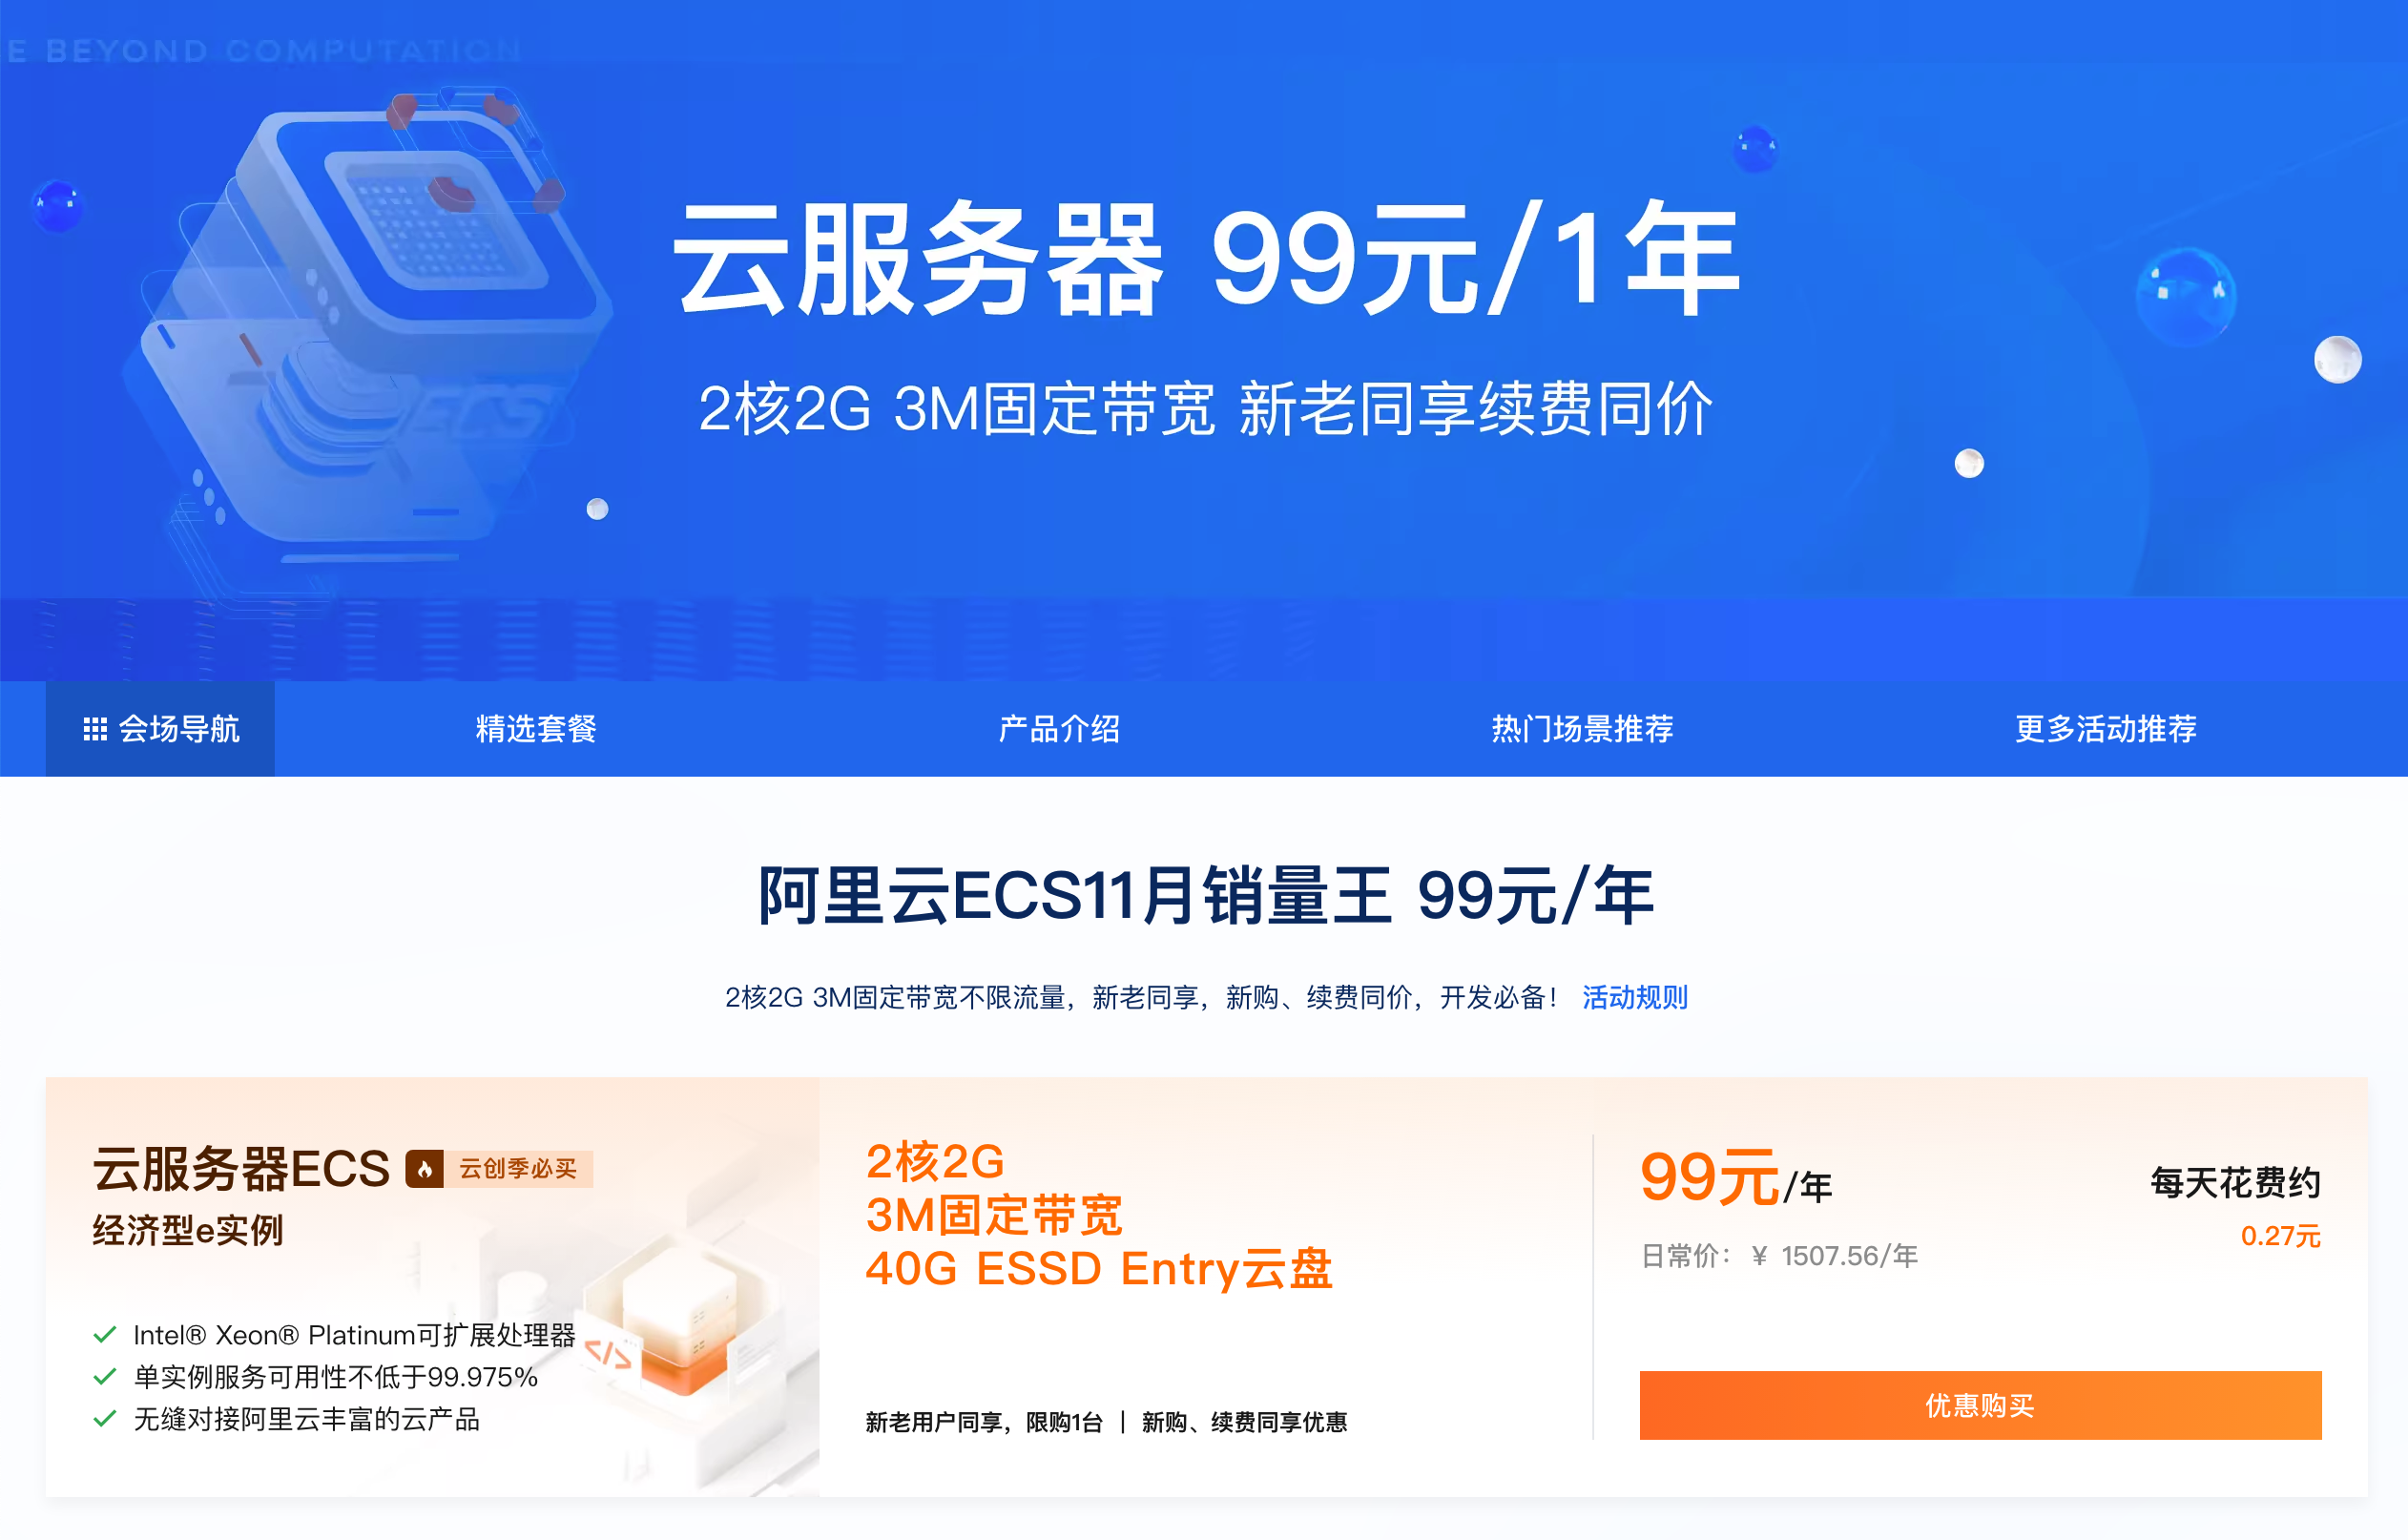 E BEYOND COMPUTATION
云服务器 99元/1年
2核2G 3M固定带宽 新老同享续费同价
ECS
会场导航
精选套餐
产品介绍
热门场景推荐
更多活动推荐
阿里云ECS11月销量王 99元/年
2核2G 3M固定带宽不限流量，新老同享，新购、续费同价，开发必备！ 活动规则
云服务器ECS 云创季必买
经济型e实例
Intel® Xeon® Platinum可扩展处理器
单实例服务可用性不低于99.975%
无缝对接阿里云丰富的云产品
2核2G
3M固定带宽
40G ESSD Entry云盘
新老用户同享，限购1台 | 新购、续费同享优惠
99元/年
日常价：¥ 1507.56/年
每天花费约
0.27元
优惠购买